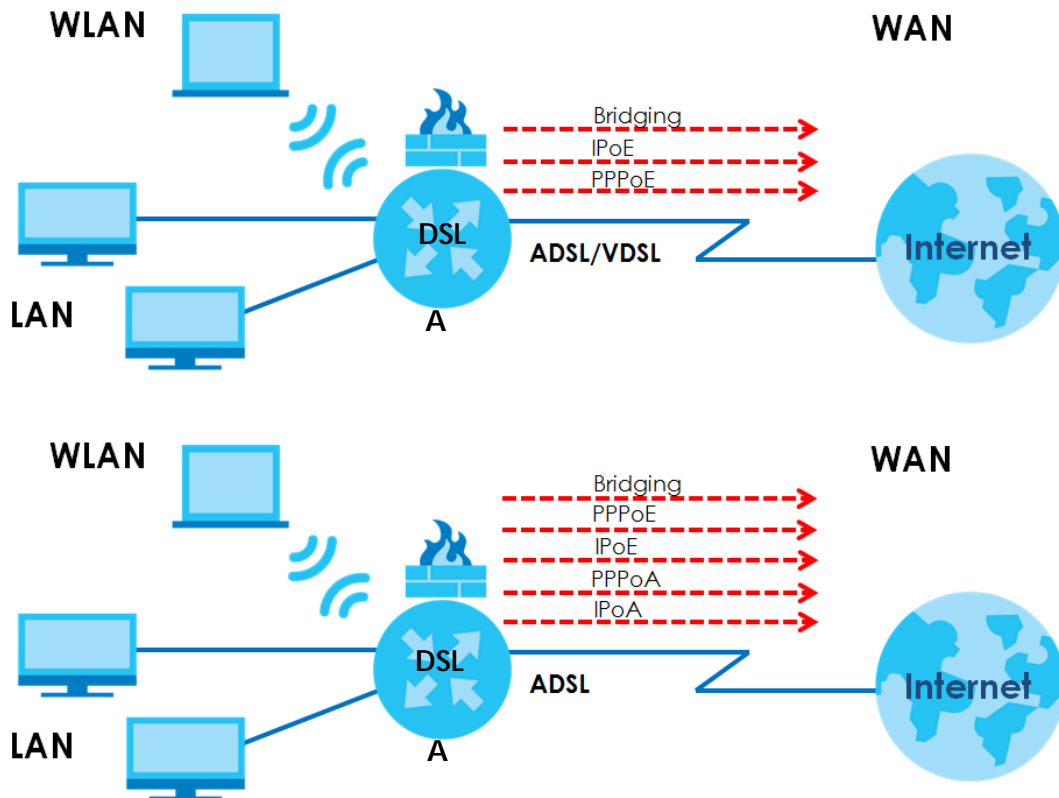 WLAN
WAN
Bridging
IPoE
PPPoE
DSL
ADSL/VDSL
Internet
LAN
A
WLAN
WAN
Bridging
PPPoE
IPoE
PPPoA
IPoA
DSL
ADSL
Internet
LAN
A